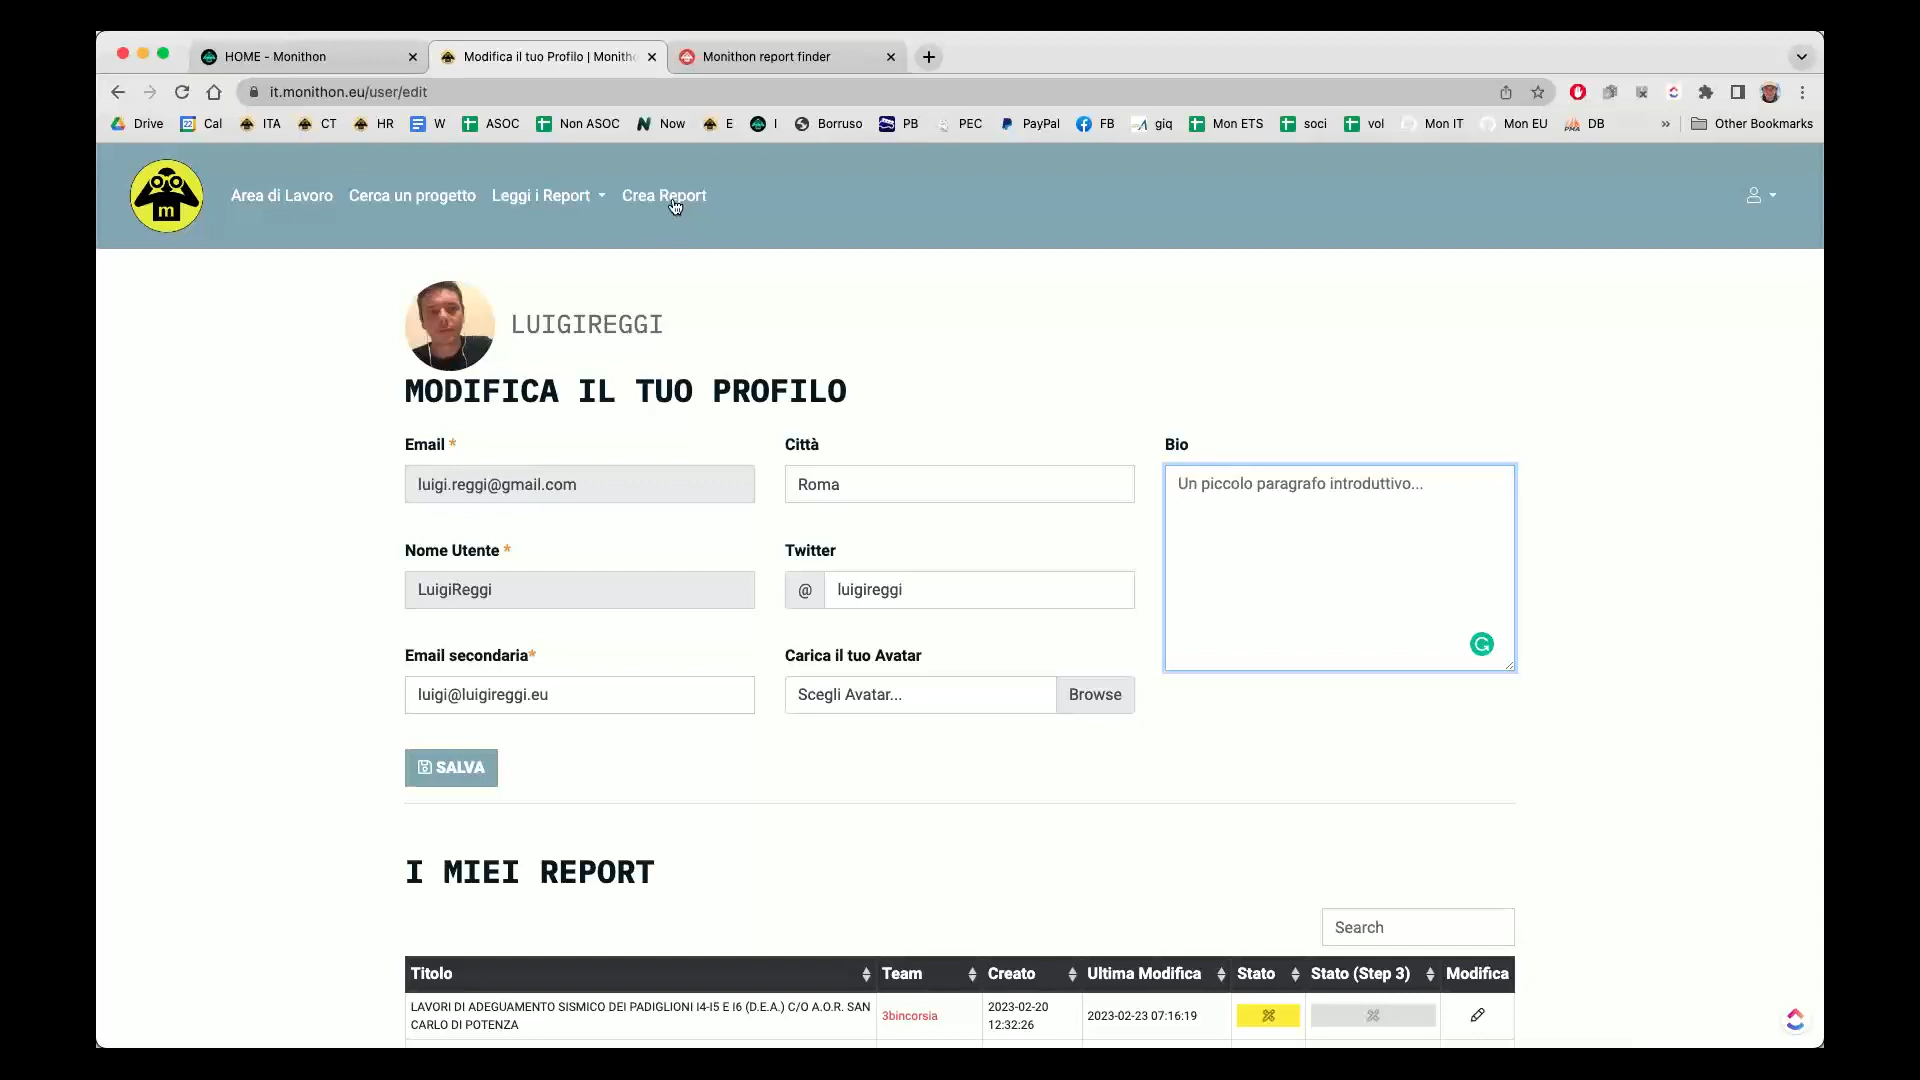 HOME - Monithon
Modifica il tuo Profilo | Monitho
Monithon report finder
it.monithon.eu/user/edit
Drive
22
Cal
ITA
CT
HR
W
ASOC
Non ASOC
Now
E
I
Borruso
PB
PEC
PayPal
FB
giq
Mon ETS
soci
vol
Mon IT
Mon EU
PMA
DB
»
Other Bookmarks
m
Area di Lavoro
Cerca un progetto
Leggi i Report
Crea Report
LUIGIREGGI
MODIFICA IL TUO PROFILO
Email *
Città
Bio
luigi.reggi@gmail.com
Roma
Un piccolo paragrafo introduttivo...
Nome Utente *
Twitter
LuigiReggi
@
luigireggi
Email secondaria*
Carica il tuo Avatar
luigi@luigireggi.eu
Scegli Avatar...
Browse
SALVA
I MIEI REPORT
Search
Titolo
Team
Creato
Ultima Modifica
Stato
Stato (Step 3)
Modifica
LAVORI DI ADEGUAMENTO SISMICO DEI PADIGLIONI I4-I5 E I6 (D.E.A.) C/O A.O.R. SAN
CARLO DI POTENZA
3bincorsia
2023-02-20
12:32:26
2023-02-23 07:16:19